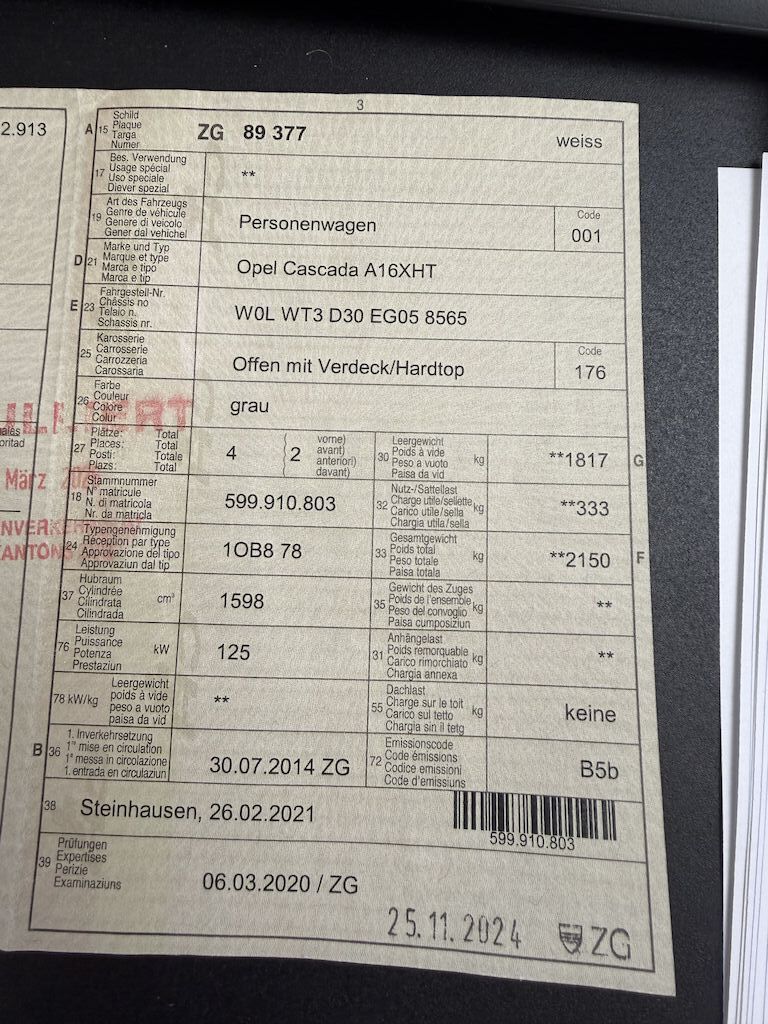 3
2.913
A 15 Schild
Plaque
Targa
Numer
ZG 89 377
weiss
17 Bes. Verwendung
Usage spécial
Uso speciale
Diever spezial
**
19 Art des Fahrzeugs
Genre de véhicule
Genere di veicolo
Gener dal vehichel
Personenwagen
Code
001
D 21 Marke und Typ
Marque et type
Marca e tipo
Marca e tip
Opel Cascada A16XHT
E 23 Fahrgestell-Nr.
Châssis no
Telaio n.
Schassis nr.
W0L WT3 D30 EG05 8565
25 Karosserie
Carrosserie
Carrozzeria
Carossaria
Offen mit Verdeck/Hardtop
Code
176
26 Farbe
Couleur
Colore
Colur
grau
27 Plätze: Total
Places: Total
Posti: Totale
Plazs: Total
4
2
vorne)
avant)
anteriori)
davant)
30 Leergewicht
Poids à vide
Peso a vuoto
Paisa da vid
kg
**1817
G
18 Stammnummer
N° matricule
N. di matricola
Nr. da matricla
599.910.803
32 Nutz-/Sattellast
Charge utile/sellette
Carico utile/sella
Chargia utila/sella
kg
**333
24 Typengenehmigung
Réception par type
Approvazione del tipo
Approvaziun dal tip
1OB8 78
33 Gesamtgewicht
Poids total
Peso totale
Paisa totala
kg
**2150
F
37 Hubraum
Cylindrée
Cilindrata
Cilindrada
cm³
1598
35 Gewicht des Zuges
Poids de l'ensemble
Peso del convoglio
Paisa cumposiziun
kg
**
76 Leistung
Puissance
Potenza
Prestaziun
kW
125
31 Anhängelast
Poids remorquable
Carico rimorchiato
Chargia annexa
kg
**
78 kW/kg
Leergewicht
poids à vide
peso a vuoto
paisa da vid
**
55 Dachlast
Charge sur le toit
Carico sul tetto
Chargia sin il tetg
kg
keine
B 36 1. Inverkehrsetzung
1re mise en circulation
1a messa in circolazione
1. entrada en circulaziun
30.07.2014 ZG
72 Emissionscode
Code émissions
Codice emissioni
Code d'emissiuns
B5b
38 Steinhausen, 26.02.2021
599.910.803
39 Prüfungen
Expertises
Perizie
Examinaziuns
06.03.2020 / ZG
25.11.2024
ZG
März